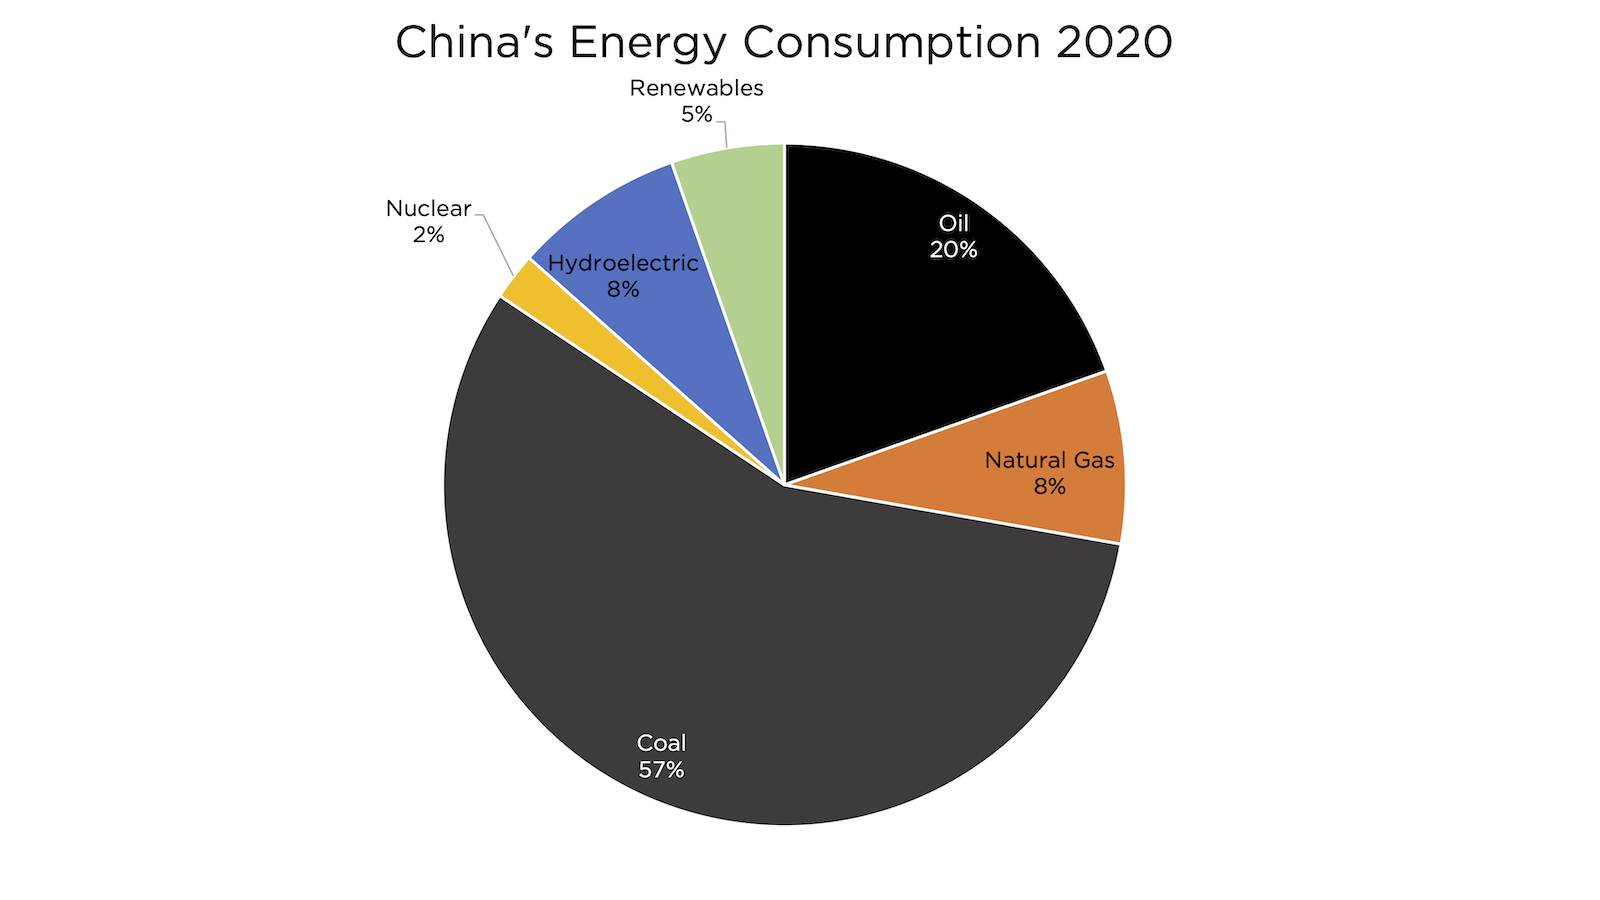 China's Energy Consumption 2020
Renewables
5%
Nuclear
2%
Oil
20%
Hydroelectric
8%
Natural Gas
8%
Coal
57%